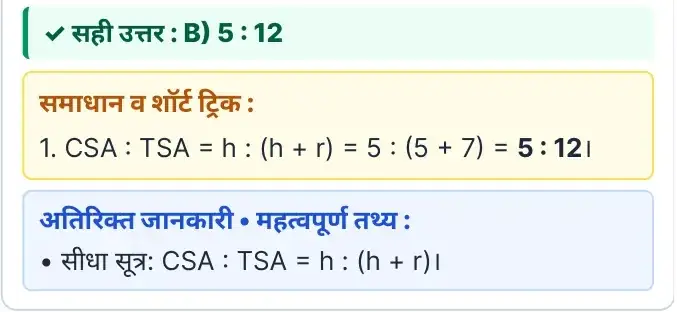 ✓ सही उत्तर : B) 5 : 12
समाधान व शॉर्ट ट्रिक :
1. CSA : TSA = h : (h + r) = 5 : (5 + 7) = 5 : 12।
अतिरिक्त जानकारी • महत्वपूर्ण तथ्य :
• सीधा सूत्र: CSA : TSA = h : (h + r)।